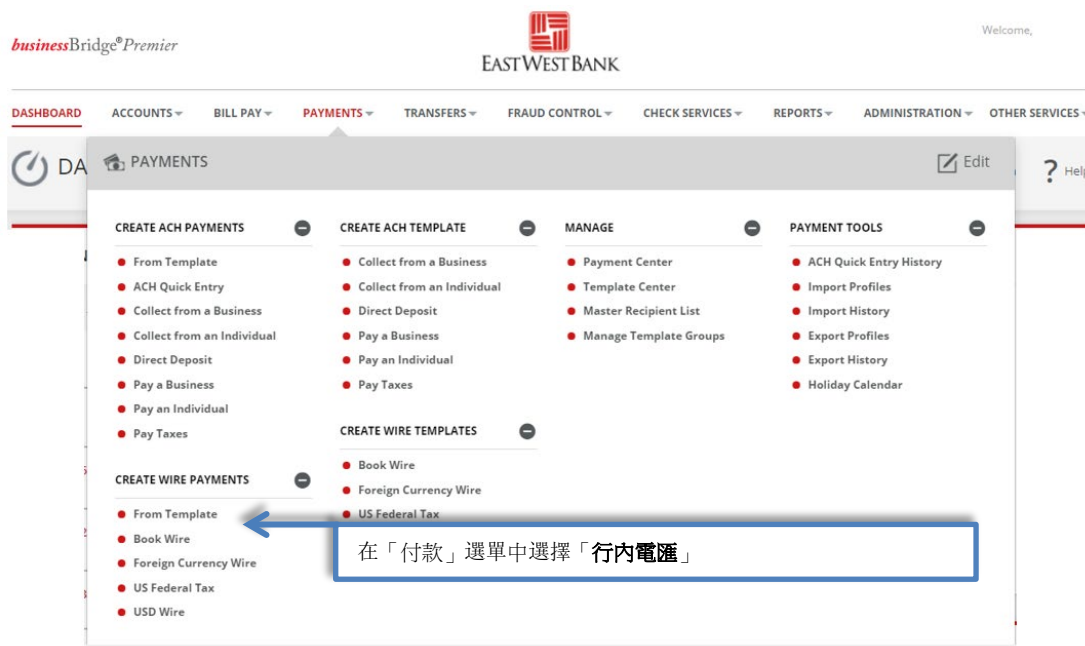 businessBridge®Premier
EASTWESTBANK
Welcome,
DASHBOARD ACCOUNTS BILL PAY PAYMENTS TRANSFERS FRAUD CONTROL CHECK SERVICES REPORTS ADMINISTRATION OTHER SERVICES
DA
PAYMENTS
Edit
? Help
CREATE ACH PAYMENTS
From Template
ACH Quick Entry
Collect from a Business
Collect from an Individual
Direct Deposit
Pay a Business
Pay an Individual
Pay Taxes
CREATE WIRE PAYMENTS
From Template
Book Wire
Foreign Currency Wire
US Federal Tax
USD Wire
CREATE ACH TEMPLATE
Collect from a Business
Collect from an Individual
Direct Deposit
Pay a Business
Pay an Individual
Pay Taxes
CREATE WIRE TEMPLATES
Book Wire
Foreign Currency Wire
US Federal Tax
MANAGE
Payment Center
Template Center
Master Recipient List
Manage Template Groups
PAYMENT TOOLS
ACH Quick Entry History
Import Profiles
Import History
Export Profiles
Export History
Holiday Calendar
在「付款」選單中選擇「行內電匯」